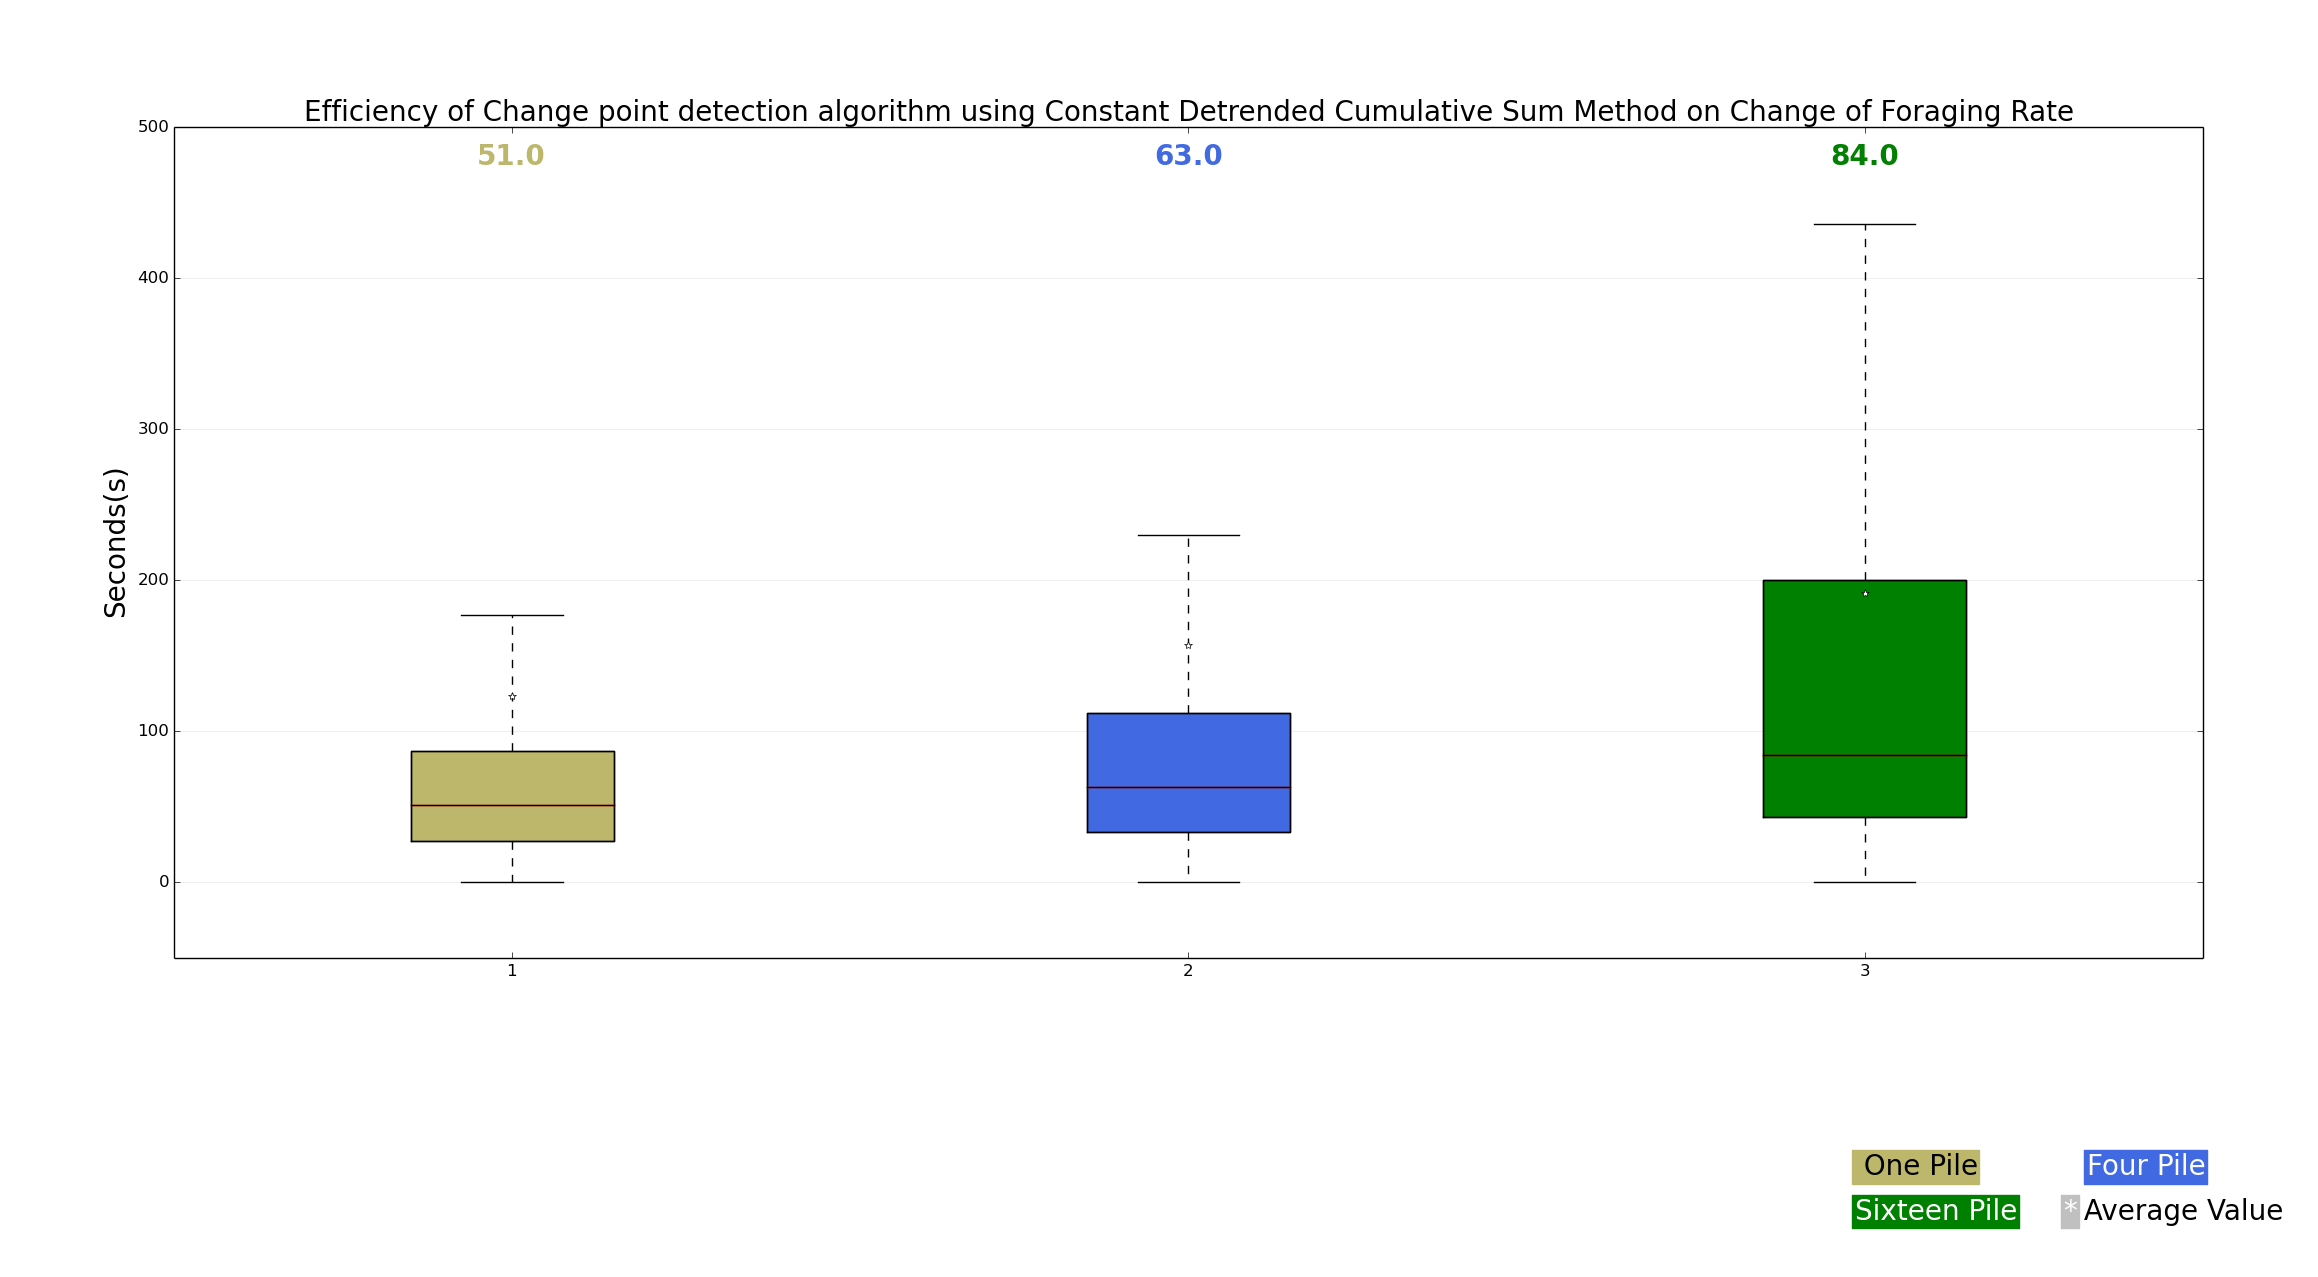 Efficiency of Change point detection algorithm using Constant Detrended Cumulative Sum Method on Change of Foraging Rate
500
51.0 63.0 84.0
400
300
Seconds(s)
200
100
0
1 2 3
One Pile Four Pile
Sixteen Pile * Average Value